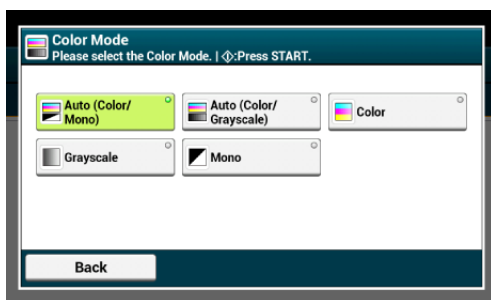 Color Mode
Please select the Color Mode. | :Press START.
Auto (Color/
Mono)
Auto (Color/
Grayscale)
Color
Grayscale
Mono
Back